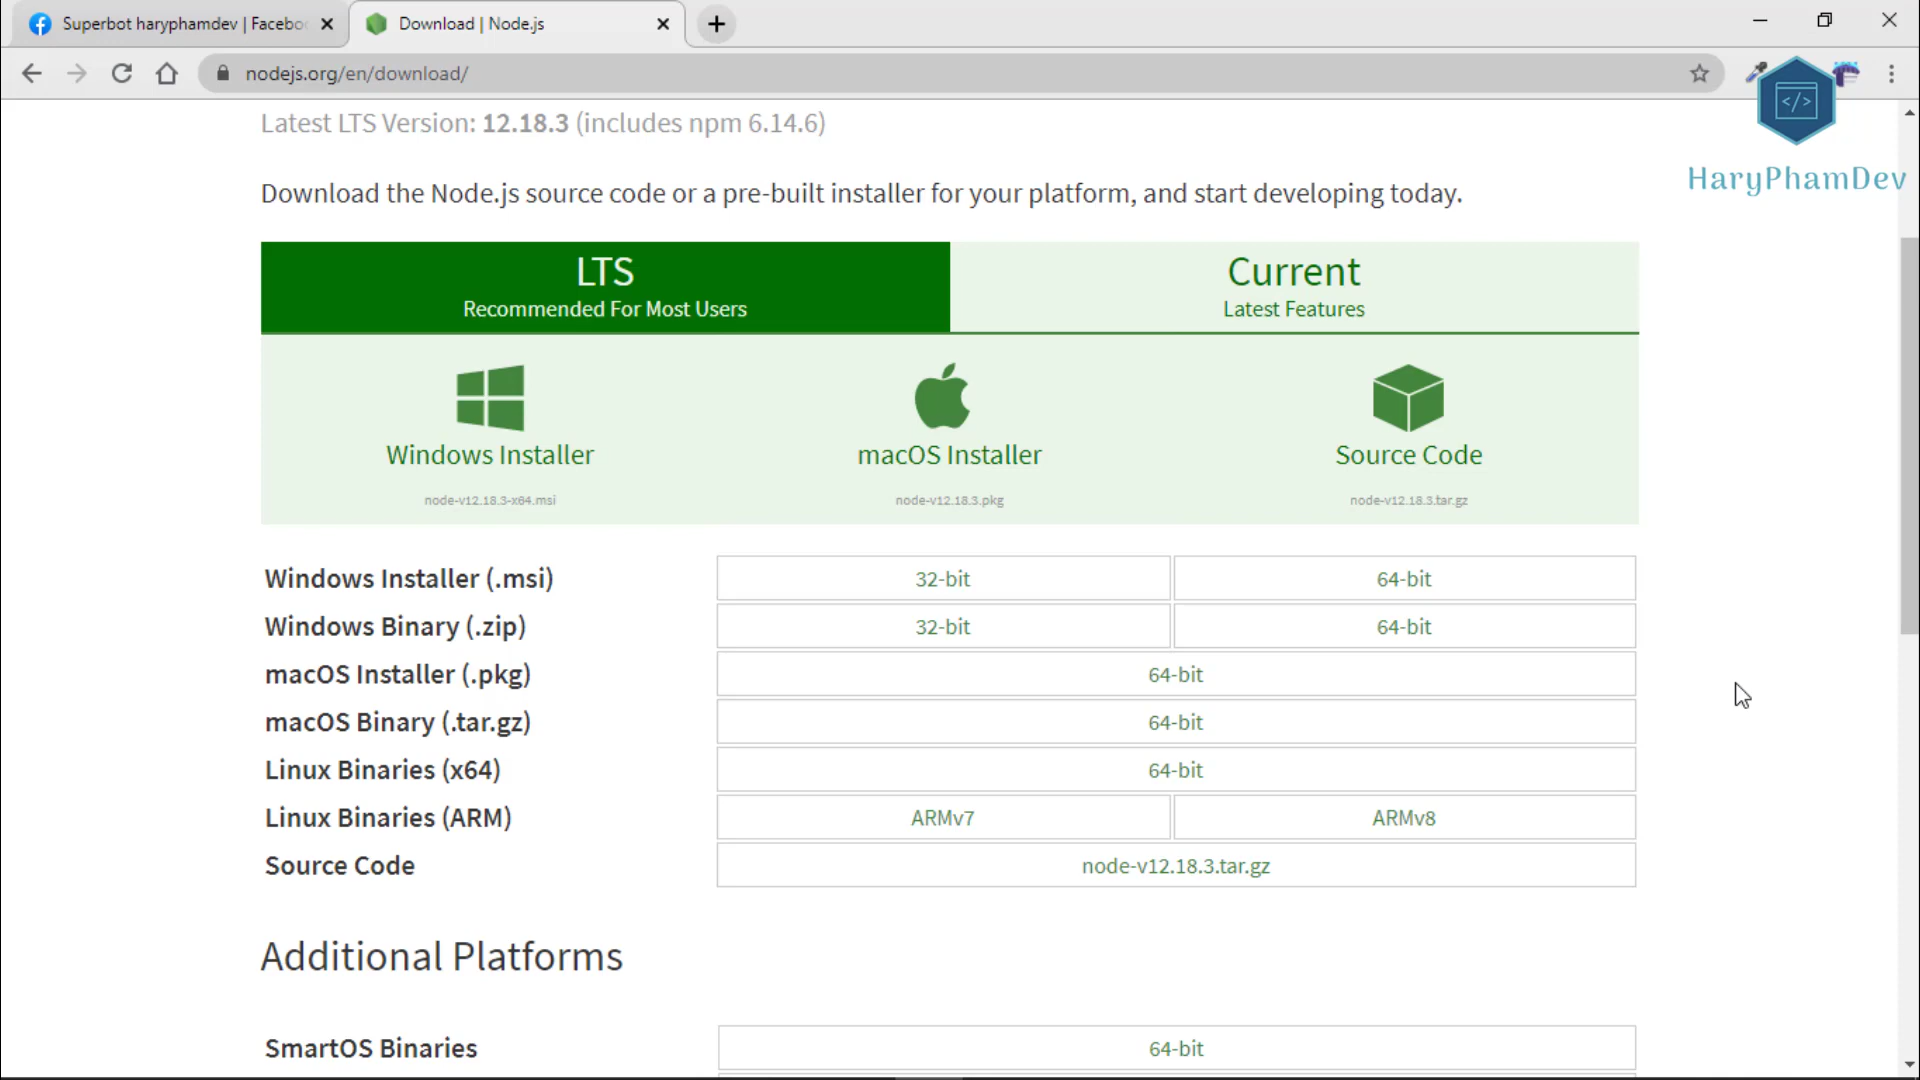 Superbot haryphamdev | Facebo
Download | Node.js
nodejs.org/en/download/
</>
HaryPhamDev
Latest LTS Version: 12.18.3 (includes npm 6.14.6)
Download the Node.js source code or a pre-built installer for your platform, and start developing today.
LTS
Recommended For Most Users
Current
Latest Features
Windows Installer
node-v12.18.3-x64.msi
macOS Installer
node-v12.18.3.pkg
Source Code
node-v12.18.3.tar.gz
Windows Installer (.msi) 32-bit 64-bit
Windows Binary (.zip) 32-bit 64-bit
macOS Installer (.pkg) 64-bit
macOS Binary (.tar.gz) 64-bit
Linux Binaries (x64) 64-bit
Linux Binaries (ARM) ARMv7 ARMv8
Source Code node-v12.18.3.tar.gz
Additional Platforms
SmartOS Binaries 64-bit